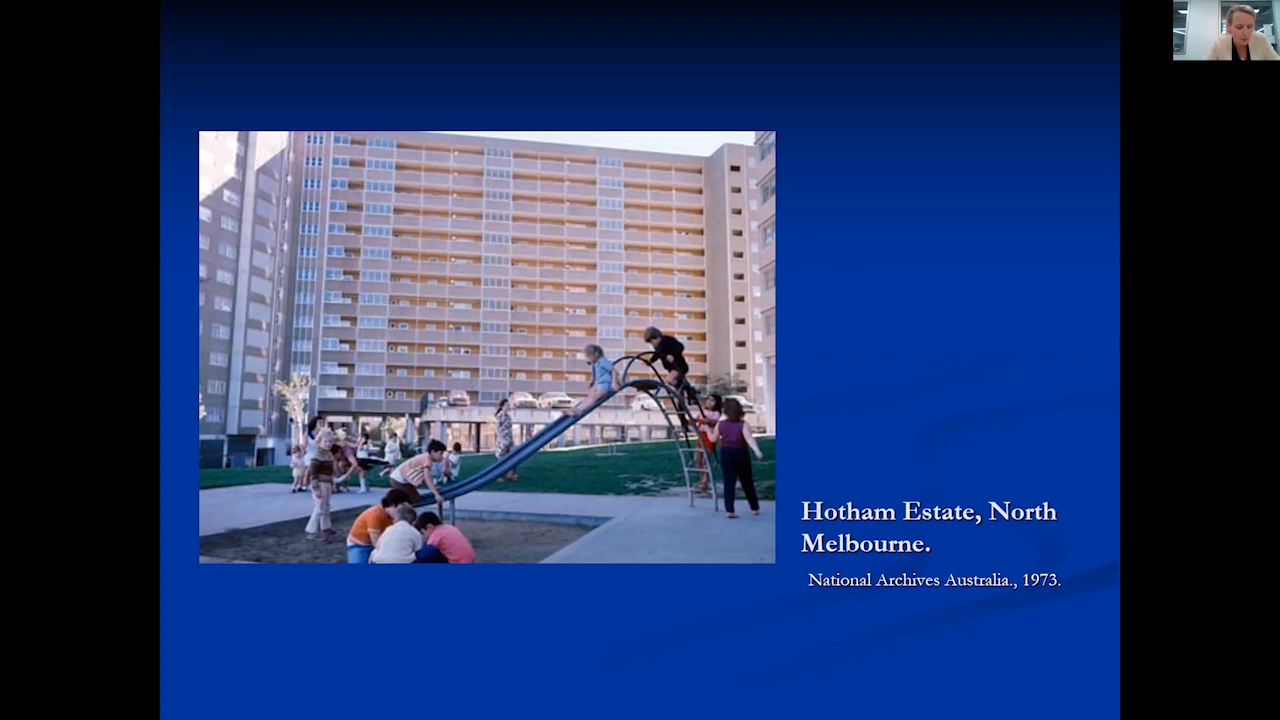 Hotham Estate, North
Melbourne.
National Archives Australia., 1973.